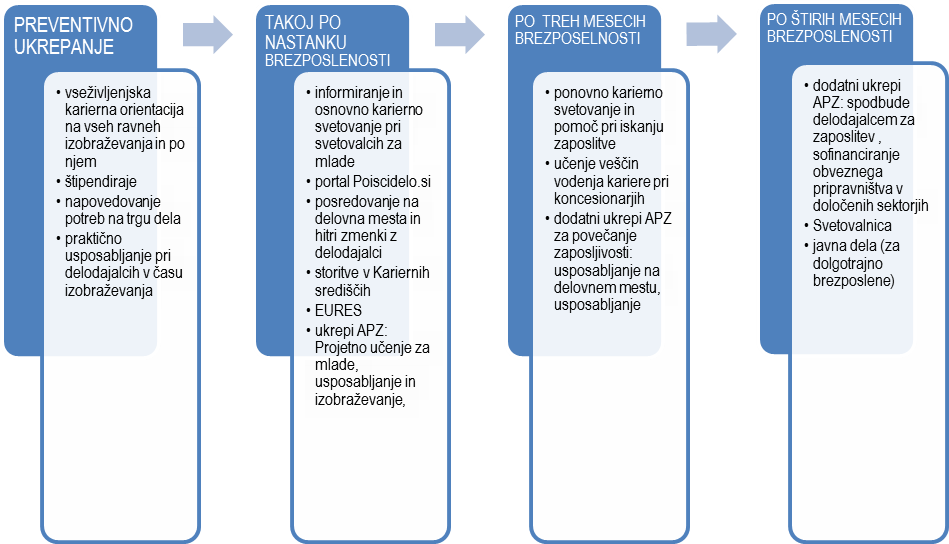 PREVENTIVNO
UKREPANJE
• vseživljenjska
karierna orientacija
na vseh ravneh
izobraževanja in po
njem
• štipendiraje
• napovedovanje
potreb na trgu dela
• praktično
usposabljanje pri
delodajalcih v času
izobraževanja
TAKOJ PO
NASTANKU
BREZPOSLENOSTI
• informiranje in
osnovno karierno
svetovanje pri
svetovalcih za
mlade
• portal Poiscidelo.si
• posredovanje na
delovna mesta in
hitri zmenki z
delodajalci
• storitve v Kariernih
središčih
• EURES
• ukrepi APZ:
Projetno učenje za
mlade,
usposabljanje in
izobraževanje,
PO TREH MESECIH
BREZPOSELNOSTI
• ponovno karierno
svetovanje in
pomoč pri iskanju
zaposlitve
• učenje veščin
vodenja kariere pri
koncesionarjih
• dodatni ukrepi APZ
za povečanje
zaposljivosti:
usposabljanje na
delovnem mestu,
usposabljanje
PO ŠTIRIH MESECIH
BREZPOSLENOSTI
• dodatni ukrepi
APZ: spodbude
delodajalcem za
zaposlitev ,
sofinanciranje
obveznega
pripravništva v
določenih sektorjih
• Svetovalnica
• javna dela (za
dolgotrajno
brezposlene)